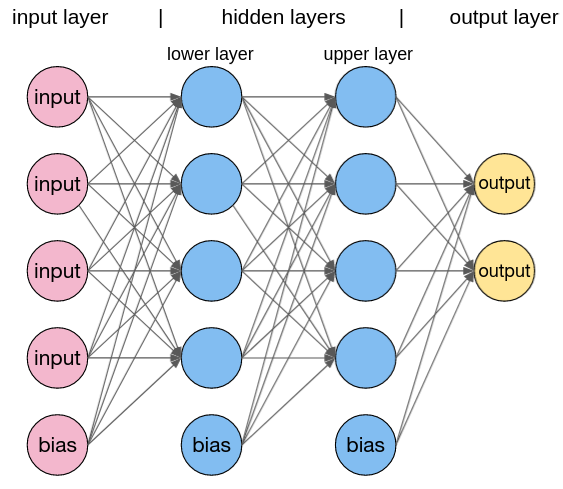 input layer | hidden layers | output layer
lower layer upper layer
input
input output
input output
input
bias bias bias